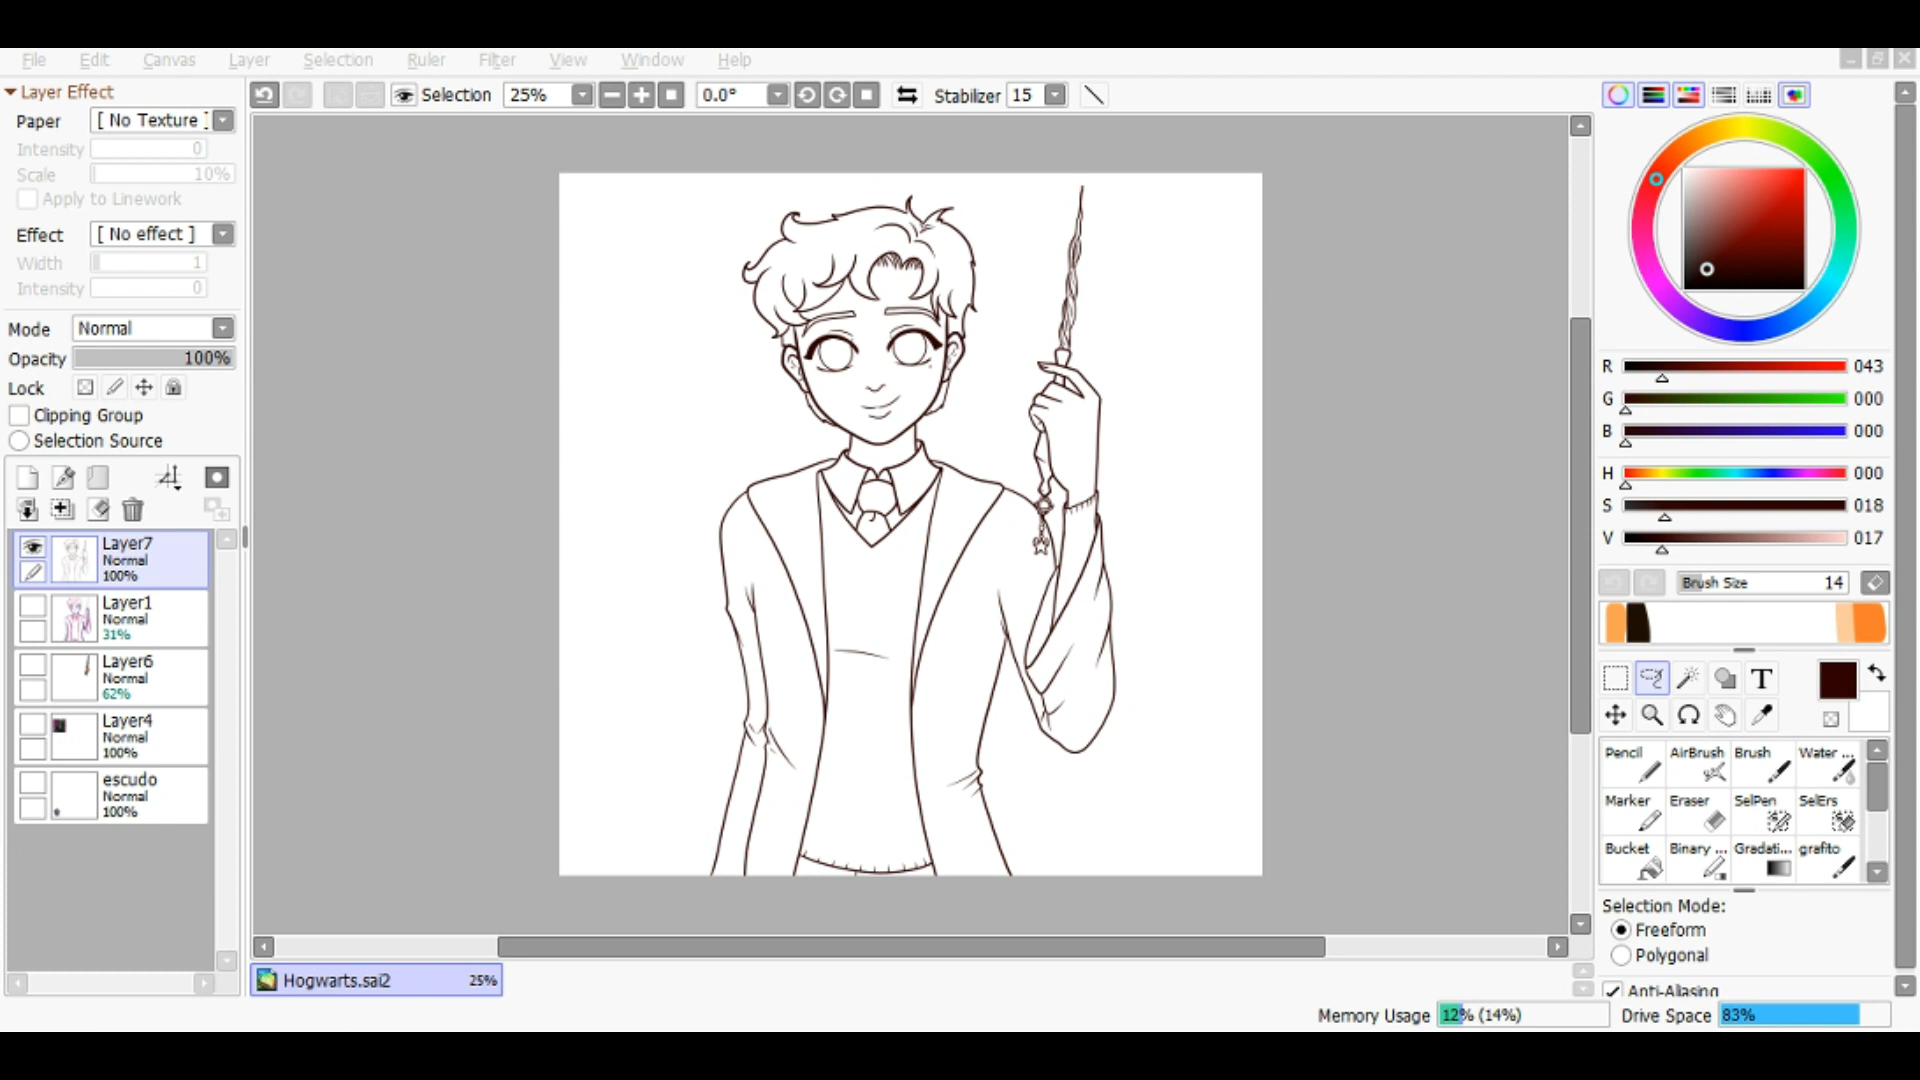 File Edit Canvas Layer Selection Ruler Filter View Window Help
Layer Effect
Paper [ No Texture ]
Intensity 0
Scale 10%
Apply to Linework
Effect [ No effect ]
Width 1
Intensity 0
Mode Normal
Opacity 100%
Lock
Clipping Group
Selection Source
Layer7
Normal
100%
Layer1
Normal
31%
Layer6
Normal
62%
Layer4
Normal
100%
escudo
Normal
100%
Selection 25% 0.0° Stabilizer 15
Hogwarts.sai2 25%
R 043
G 000
B 000
H 000
S 018
V 017
Brush Size 14
T
Pencil AirBrush Brush Water ...
Marker Eraser SelPen SelErs
Bucket Binary ... Gradati... grafito
Selection Mode:
Freeform
Polygonal
Anti-Aliasing
Memory Usage 12% (14%) Drive Space 83%